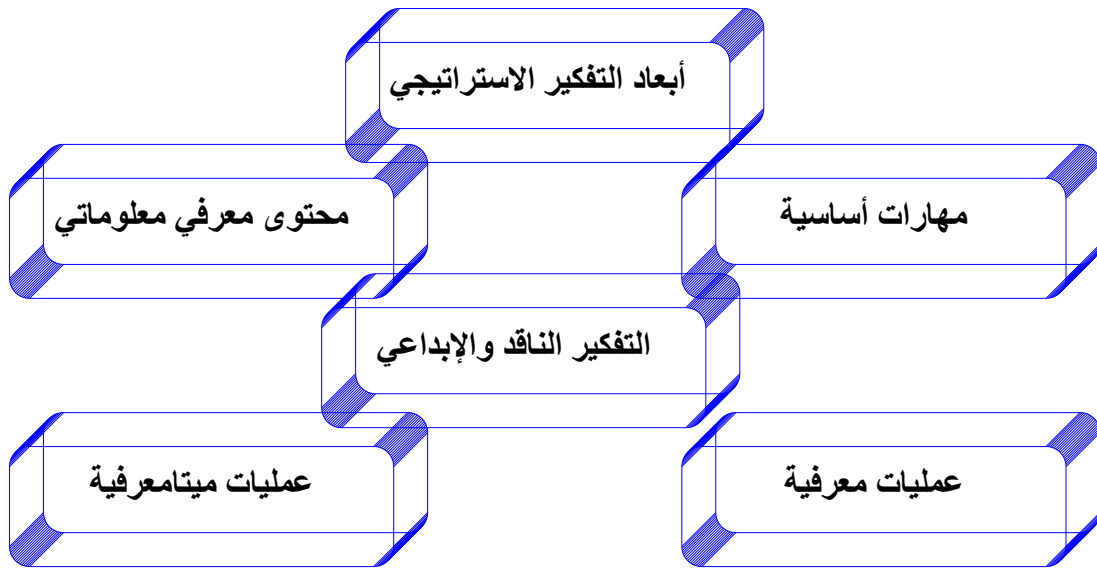 أبعاد التفكير الاستراتيجي
مهارات أساسية
محتوى معرفي معلوماتي
التفكير الناقد والإبداعي
عمليات معرفية
عمليات ميتامعرفية